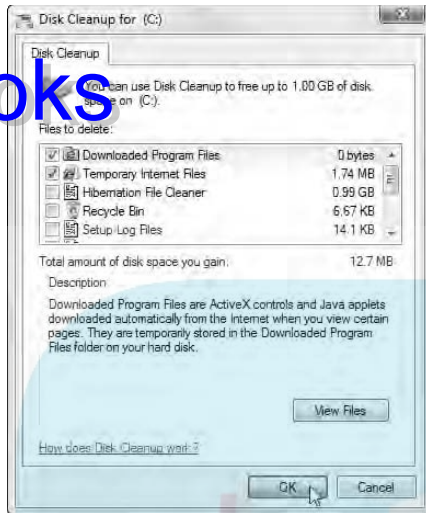 Disk Cleanup for (C:)
Disk Cleanup
oks
You can use Disk Cleanup to free up to 1.00 GB of disk
space on (C:).
Files to delete:
Downloaded Program Files 0 bytes
Temporary Internet Files 1.74 MB
Hibernation File Cleaner 0.99 GB
Recycle Bin 6.67 KB
Setup Log Files 14.1 KB
Total amount of disk space you gain: 12.7 MB
Description
Downloaded Program Files are ActiveX controls and Java applets
downloaded automatically from the Internet when you view certain
pages. They are temporarily stored in the Downloaded Program
Files folder on your hard disk.
View Files
How does Disk Cleanup work?
OK Cancel